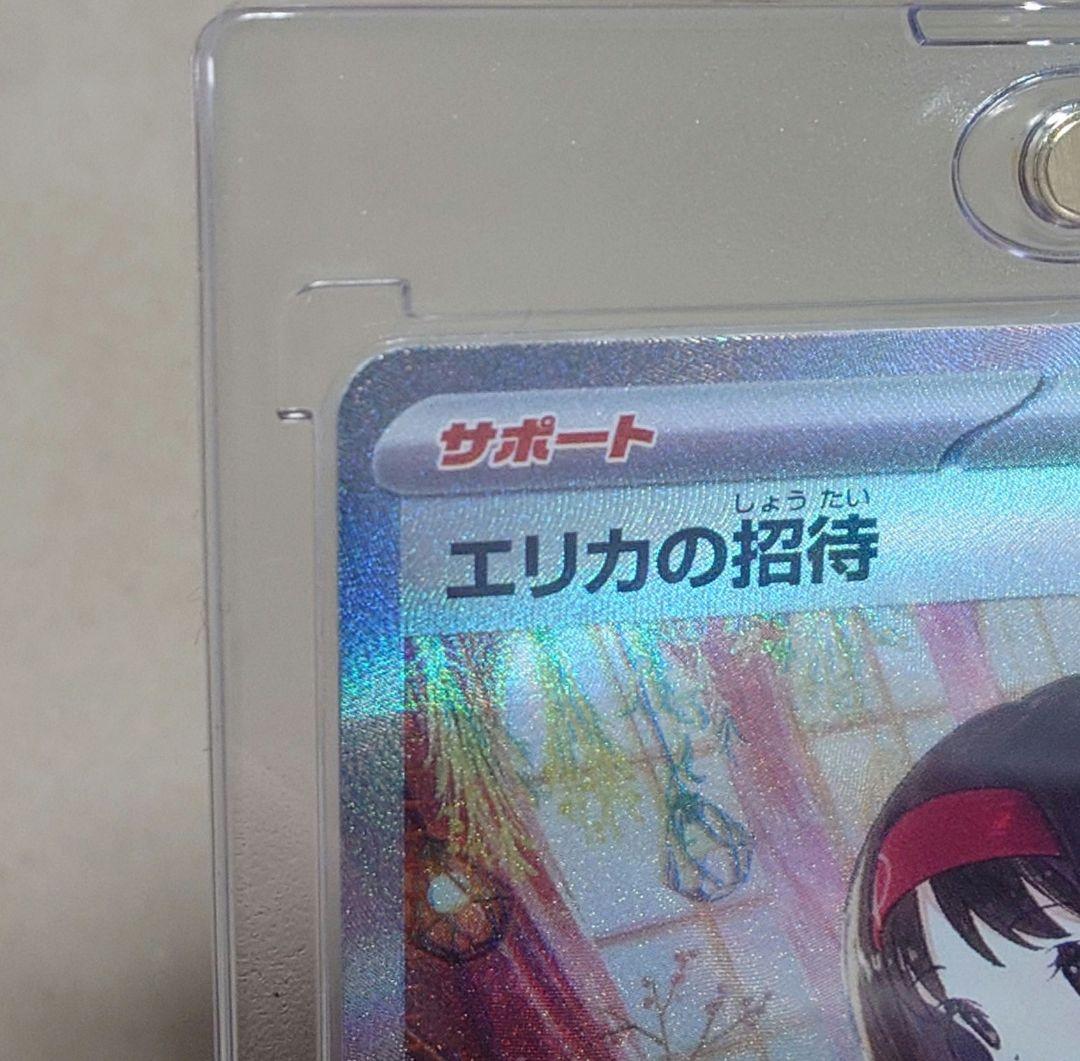 サポート
しょう たい
エリカの招待